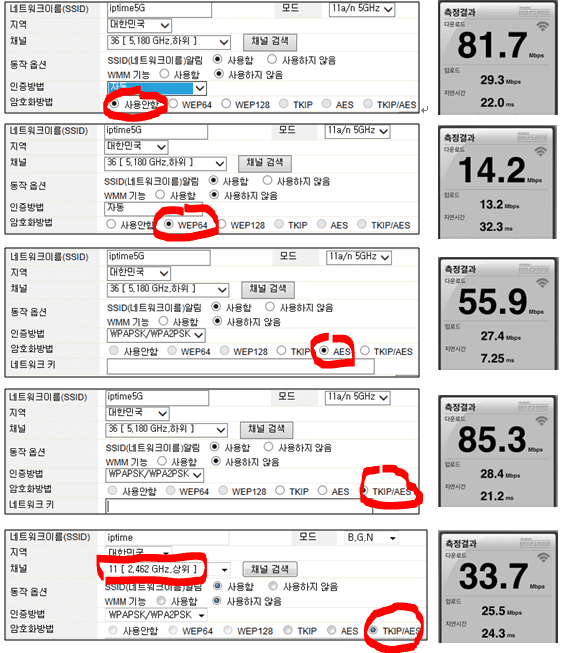 네트워크이름(SSID) iptime5G 모드 11a/n 5GHz
지역 대한민국
채널 36 [ 5,180 GHz,하위 ] 채널 검색
동작 옵션 SSID(네트워크이름)알림 사용함 사용하지 않음
WMM 기능 사용함 사용하지 않음
인증방법 자동
암호화방법 사용안함 WEP64 WEP128 TKIP AES TKIP/AES
측정결과
다운로드
81.7 Mbps
업로드
29.3 Mbps
지연시간
22.0 ms
네트워크이름(SSID) iptime5G 모드 11a/n 5GHz
지역 대한민국
채널 36 [ 5,180 GHz,하위 ] 채널 검색
동작 옵션 SSID(네트워크이름)알림 사용함 사용하지 않음
WMM 기능 사용함 사용하지 않음
인증방법 자동
암호화방법 사용안함 WEP64 WEP128 TKIP AES TKIP/AES
측정결과
다운로드
14.2 Mbps
업로드
13.2 Mbps
지연시간
32.3 ms
네트워크이름(SSID) iptime5G 모드 11a/n 5GHz
지역 대한민국
채널 36 [ 5,180 GHz,하위 ] 채널 검색
동작 옵션 SSID(네트워크이름)알림 사용함 사용하지 않음
WMM 기능 사용함 사용하지 않음
인증방법 WPAPSK/WPA2PSK
암호화방법 사용안함 WEP64 WEP128 TKIP AES TKIP/AES
네트워크 키
측정결과
다운로드
55.9 Mbps
업로드
27.4 Mbps
지연시간
7.25 ms
네트워크이름(SSID) iptime5G 모드 11a/n 5GHz
지역 대한민국
채널 36 [ 5,180 GHz,하위 ] 채널 검색
동작 옵션 SSID(네트워크이름)알림 사용함 사용하지 않음
WMM 기능 사용함 사용하지 않음
인증방법 WPAPSK/WPA2PSK
암호화방법 사용안함 WEP64 WEP128 TKIP AES TKIP/AES
네트워크 키
측정결과
다운로드
85.3 Mbps
업로드
28.4 Mbps
지연시간
21.2 ms
네트워크이름(SSID) iptime 모드 B,G,N
지역 대한민국
채널 11 [ 2,462 GHz,상위 ] 채널 검색
동작 옵션 SSID(네트워크이름)알림 사용함 사용하지 않음
WMM 기능 사용함 사용하지 않음
인증방법 WPAPSK/WPA2PSK
암호화방법 사용안함 WEP64 WEP128 TKIP AES TKIP/AES
측정결과
다운로드
33.7 Mbps
업로드
25.5 Mbps
지연시간
24.3 ms